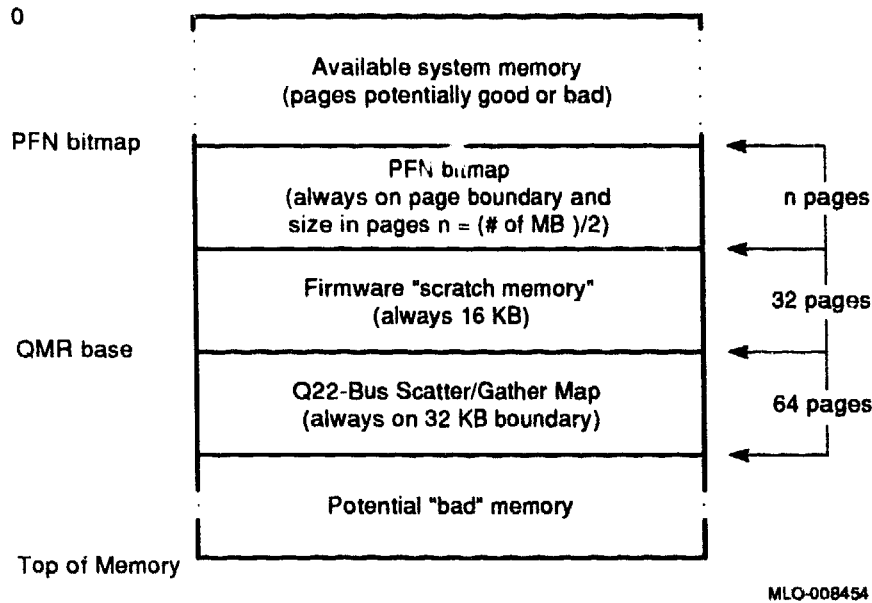 0
Available system memory
(pages potentially good or bad)
PFN bitmap
PFN bitmap
(always on page boundary and
size in pages n = (# of MB )/2)
n pages
Firmware "scratch memory"
(always 16 KB)
32 pages
QMR base
Q22-Bus Scatter/Gather Map
(always on 32 KB boundary)
64 pages
Potential "bad" memory
Top of Memory
MLO-008454